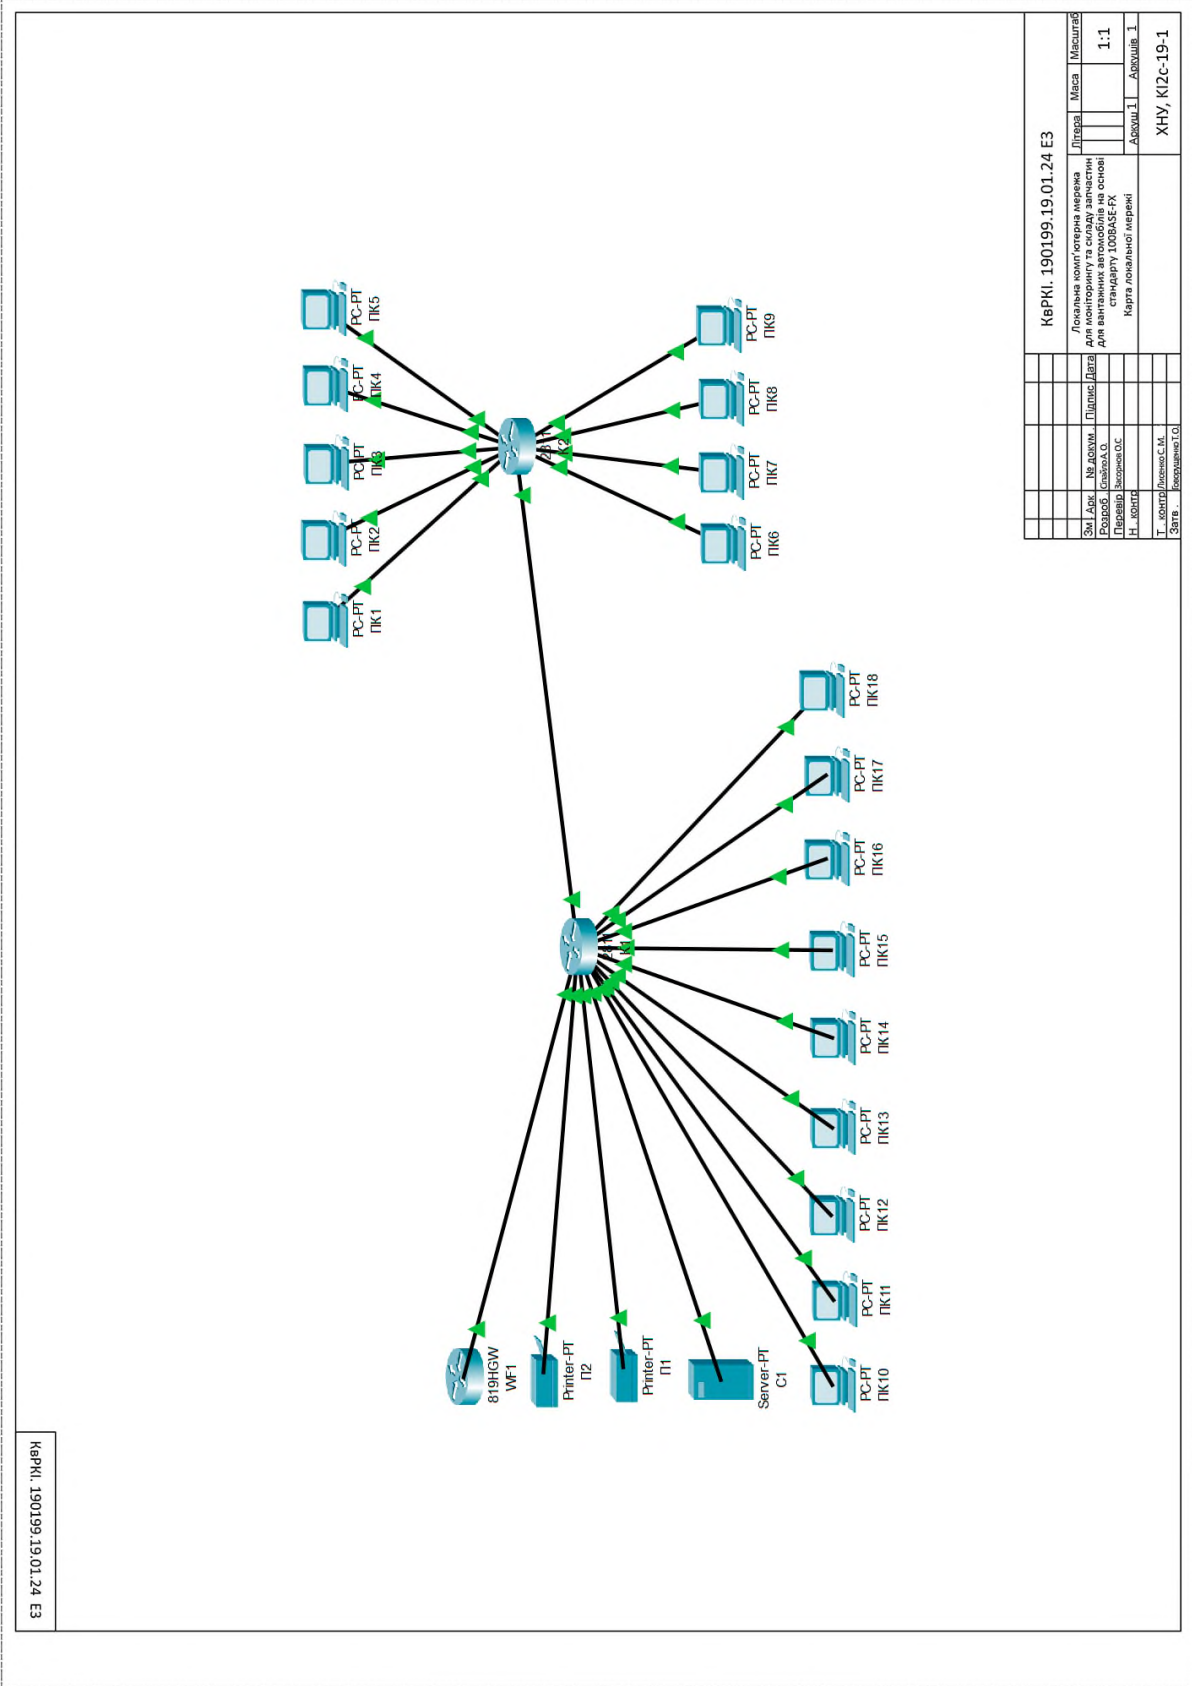 КвРКІ. 190199.19.01.24 Е3
PC-PT
ПК1
PC-PT
ПК2
PC-PT
ПК3
PC-PT
ПК4
PC-PT
ПК5
2811
К2
PC-PT
ПК6
PC-PT
ПК7
PC-PT
ПК8
PC-PT
ПК9
819HGW
WF1
Printer-PT
П2
Printer-PT
П1
Server-PT
С1
2811
К1
PC-PT
ПК10
PC-PT
ПК11
PC-PT
ПК12
PC-PT
ПК13
PC-PT
ПК14
PC-PT
ПК15
PC-PT
ПК16
PC-PT
ПК17
PC-PT
ПК18
КвРКІ. 190199.19.01.24 Е3
Зм Арк № докум. Підпис Дата
Розроб.
Перевір Засорнов О.С
Н. контр
Т. контр Лисенко С.М.
Затв. Говорущенко Т.О.
Локальна комп'ютерна мережа
для моніторингу та складу запчастин
для вантажних автомобілів на основі
стандарту 100BASE-FX
Карта локальної мережі
Літера Маса Масштаб
1:1
Аркуш 1 Аркушів 1
ХНУ, КІ2с-19-1